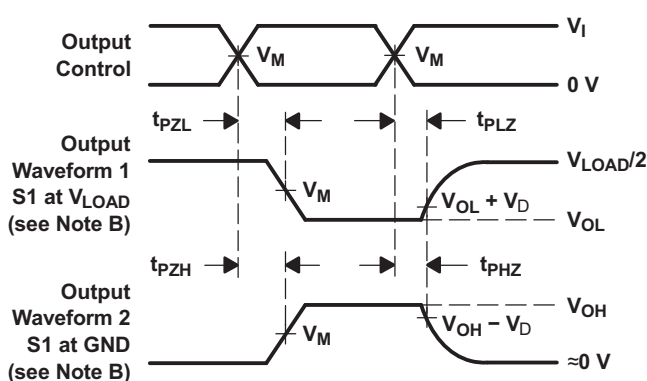 Output
Control
V_I
V_M
V_M
0 V
t_PZL
t_PLZ
Output
Waveform 1
S1 at V_LOAD
(see Note B)
V_LOAD/2
V_M
V_OL + V_D
V_OL
t_PZH
t_PHZ
Output
Waveform 2
S1 at GND
(see Note B)
V_OH
V_M
V_OH − V_D
≈0 V